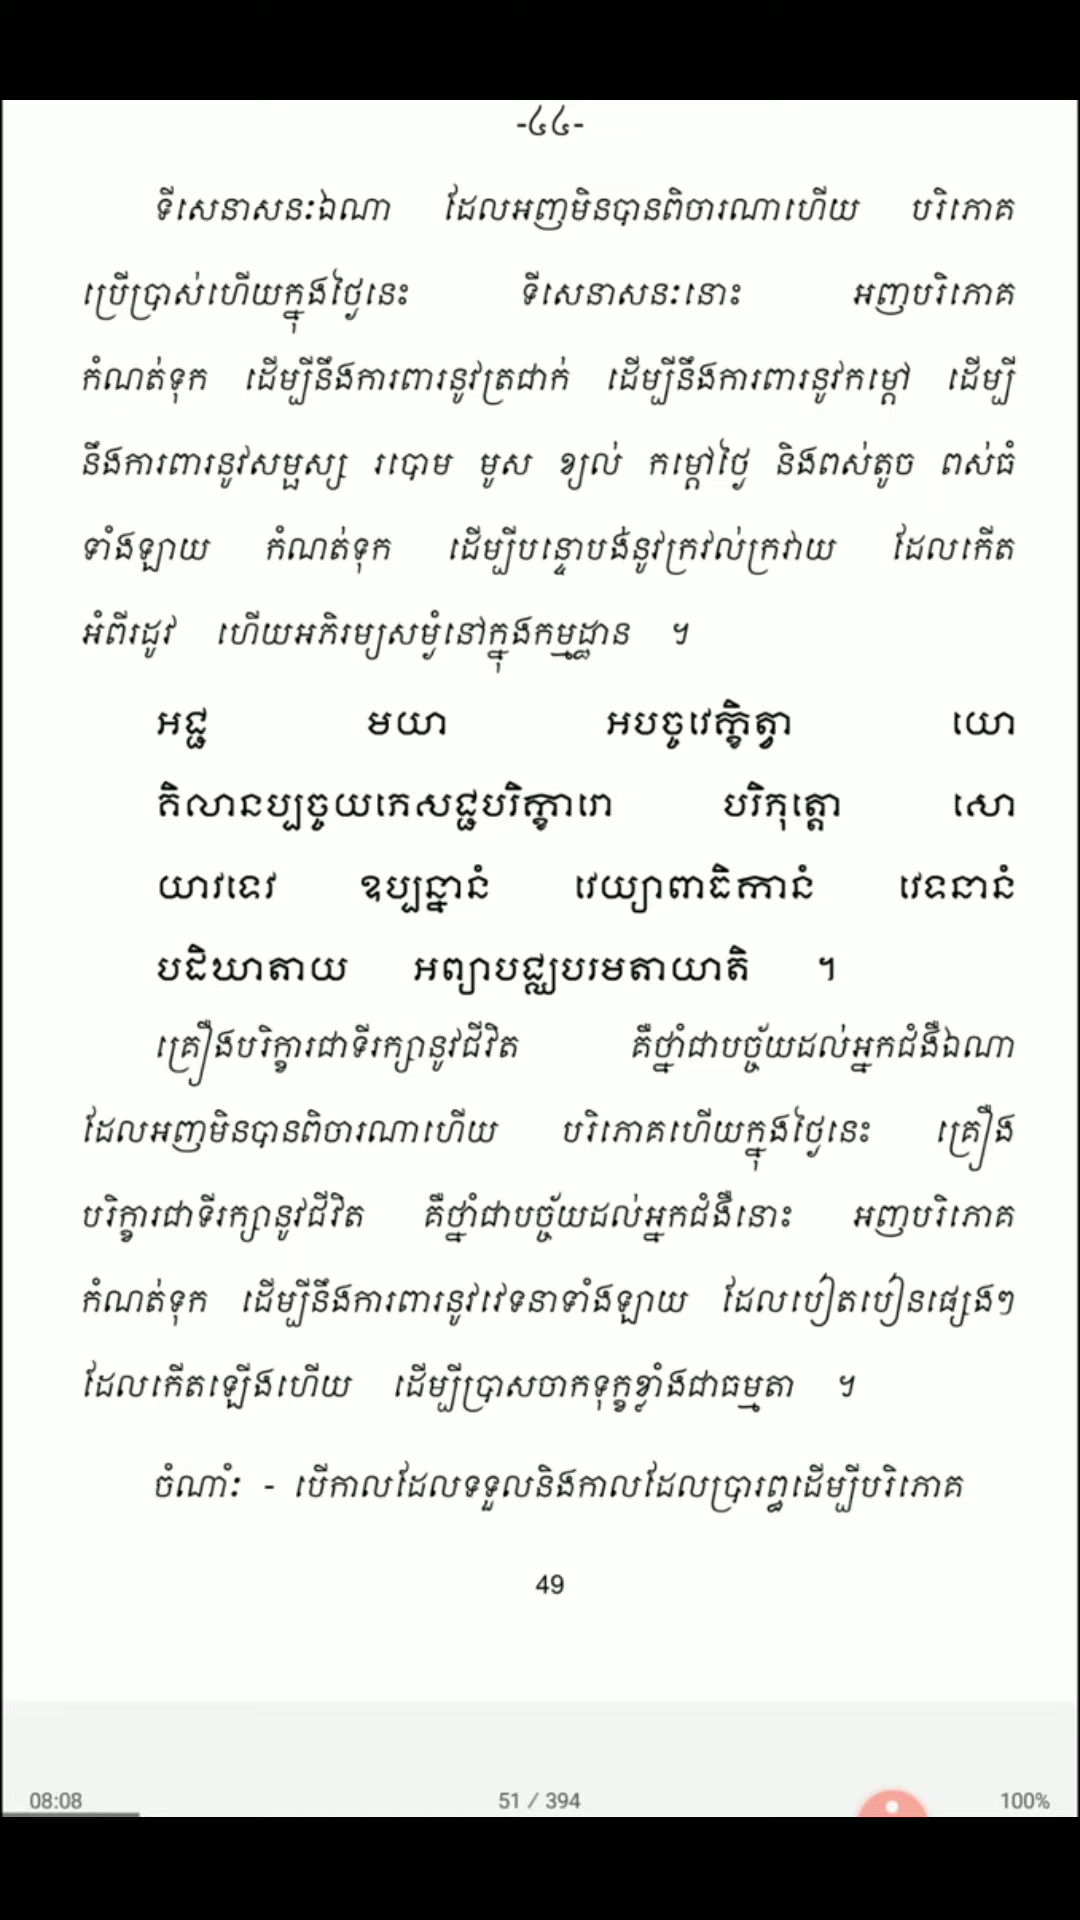 -៤៤-
ទីសេនាសនៈឯណា ដែលអញមិនបានពិចារណាហើយ បរិភោគ
ប្រើប្រាស់ហើយក្នុងថ្ងៃនេះ ទីសេនាសនៈនោះ អញបរិភោគ
កំណត់ទុក ដើម្បីនឹងការពារនូវត្រជាក់ ដើម្បីនឹងការពារនូវកម្ដៅ ដើម្បី
នឹងការពារនូវសម្ផស្ស របោម មូស ខ្យល់ កម្ដៅថ្ងៃ និងពស់តូច ពស់ធំ
ទាំងឡាយ កំណត់ទុក ដើម្បីបន្ទោបង់នូវក្រវល់ក្រវាយ ដែលកើត
អំពីរដូវ ហើយអភិរម្យសម្ងំនៅក្នុងកម្មដ្ឋាន ។
អជ្ជ មយា អបច្ចវេក្ខិត្វា យោ
គិលានប្បច្ចយភេសជ្ជបរិក្ខារោ បរិភុត្តោ សោ
យាវទេវ ឧប្បន្នានំ វេយ្យាពាធិកានំ វេទនានំ
បដិឃាតាយ អព្យាបជ្ឈបរមតាយាតិ ។
គ្រឿងបរិក្ខារជាទីរក្សានូវជីវិត គឺថ្នាំជាបច្ច័យដល់អ្នកជំងឺឯណា
ដែលអញមិនបានពិចារណាហើយ បរិភោគហើយក្នុងថ្ងៃនេះ គ្រឿង
បរិក្ខារជាទីរក្សានូវជីវិត គឺថ្នាំជាបច្ច័យដល់អ្នកជំងឺនោះ អញបរិភោគ
កំណត់ទុក ដើម្បីនឹងការពារនូវវេទនាទាំងឡាយ ដែលបៀតបៀនផ្សេងៗ
ដែលកើតឡើងហើយ ដើម្បីប្រាសចាកទុក្ខខ្លាំងជាធម្មតា ។
ចំណាំៈ - បើកាលដែលទទួលនិងកាលដែលប្រារព្ធដើម្បីបរិភោគ
49
08:08 51 / 394 100%